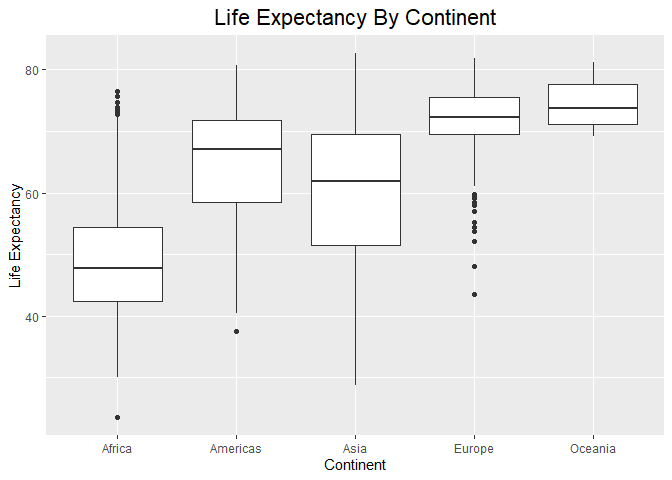 Life Expectancy By Continent
80
60
40
Life Expectancy
Africa Americas Asia Europe Oceania
Continent